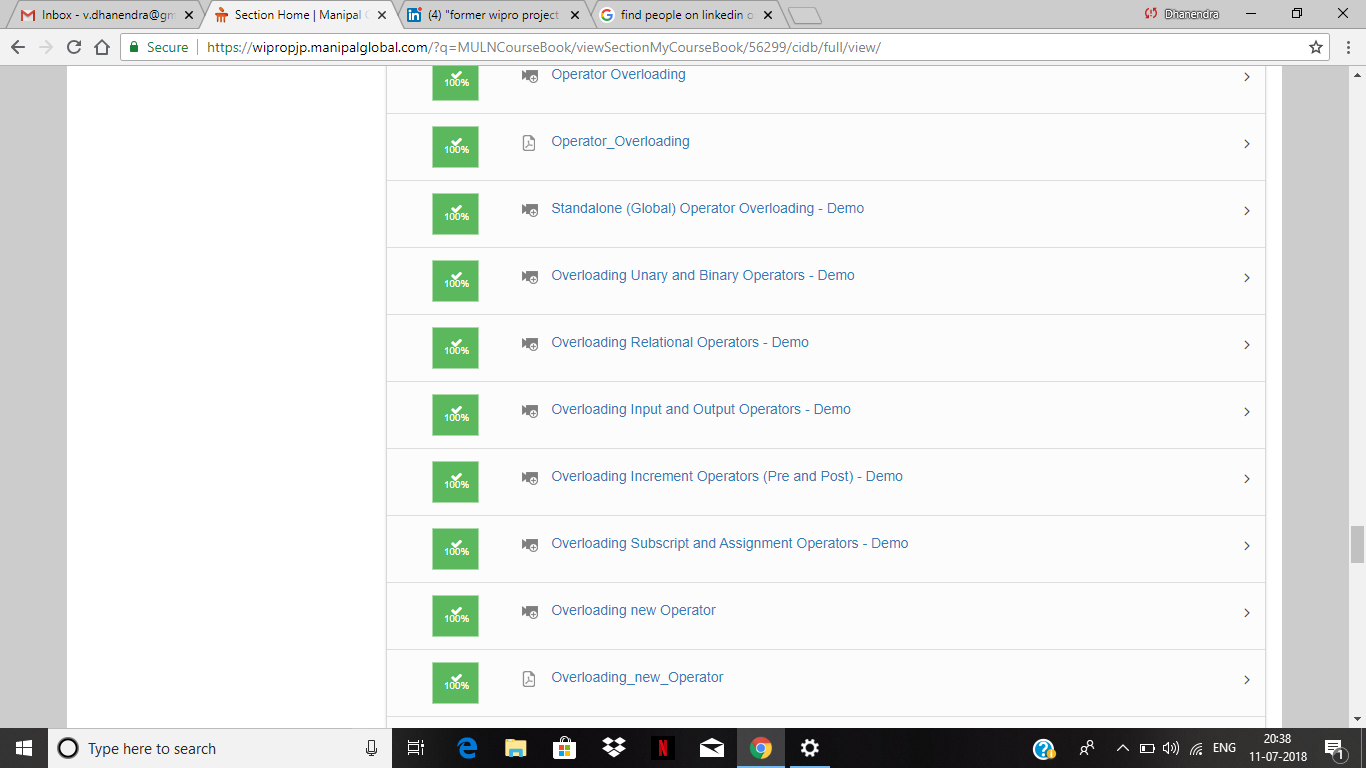 Inbox - v.dhanendra@gm
Section Home | Manipal G
(4) "former wipro project
find people on linkedin o
Dhanendra
Secure
https://wipropjp.manipalglobal.com/?q=MULNCourseBook/viewSectionMyCourseBook/56299/cidb/full/view/
100%
Operator Overloading
100%
Operator_Overloading
100%
Standalone (Global) Operator Overloading - Demo
100%
Overloading Unary and Binary Operators - Demo
100%
Overloading Relational Operators - Demo
100%
Overloading Input and Output Operators - Demo
100%
Overloading Increment Operators (Pre and Post) - Demo
100%
Overloading Subscript and Assignment Operators - Demo
100%
Overloading new Operator
100%
Overloading_new_Operator
Type here to search
ENG
20:38
11-07-2018
1